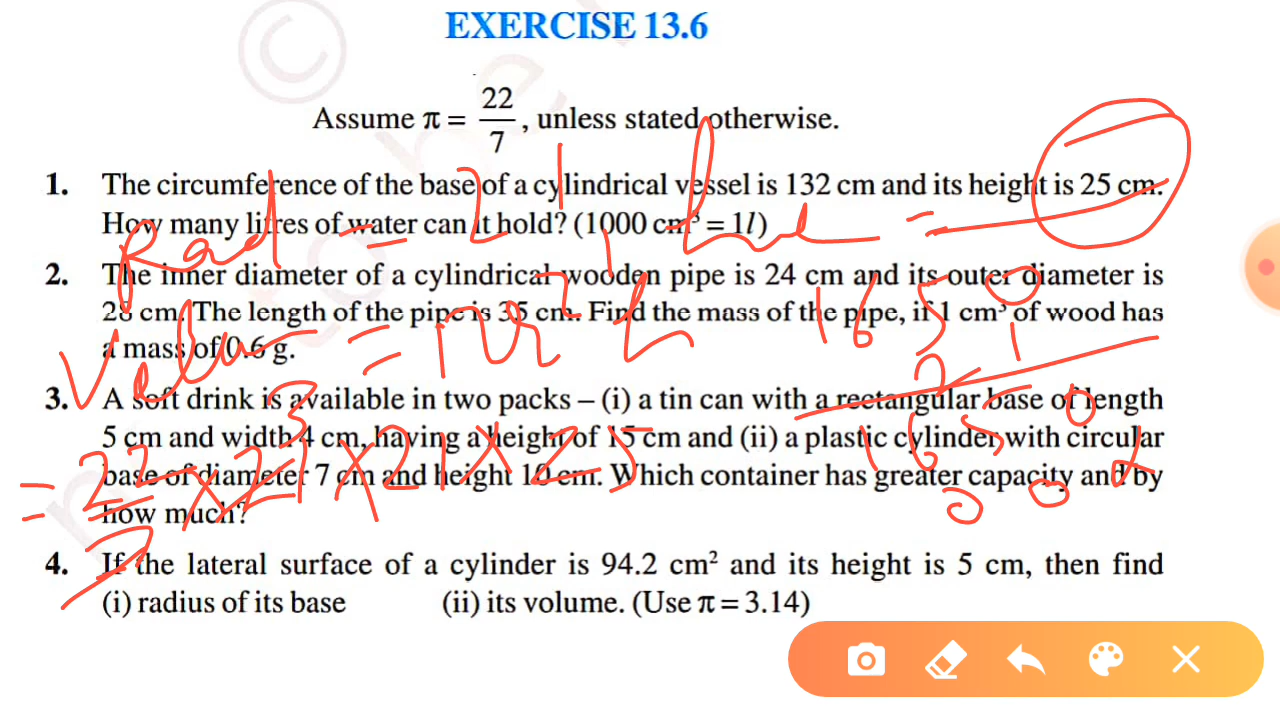 EXERCISE 13.6
Assume π = 22/7, unless stated otherwise.
1. The circumference of the base of a cylindrical vessel is 132 cm and its height is 25 cm.
How many litres of water can it hold? (1000 cm³ = 1l)
2. The inner diameter of a cylindrical wooden pipe is 24 cm and its outer diameter is
28 cm. The length of the pipe is 35 cm. Find the mass of the pipe, if 1 cm³ of wood has
a mass of 0.6 g.
3. A soft drink is available in two packs – (i) a tin can with a rectangular base of length
5 cm and width 4 cm, having a height of 15 cm and (ii) a plastic cylinder with circular
base of diameter 7 cm and height 10 cm. Which container has greater capacity and by
how much?
4. If the lateral surface of a cylinder is 94.2 cm² and its height is 5 cm, then find
(i) radius of its base (ii) its volume. (Use π = 3.14)
Rad = 21
= πr²h
= 22/7 × 21 × 21 × 25
3
1650
21
1650